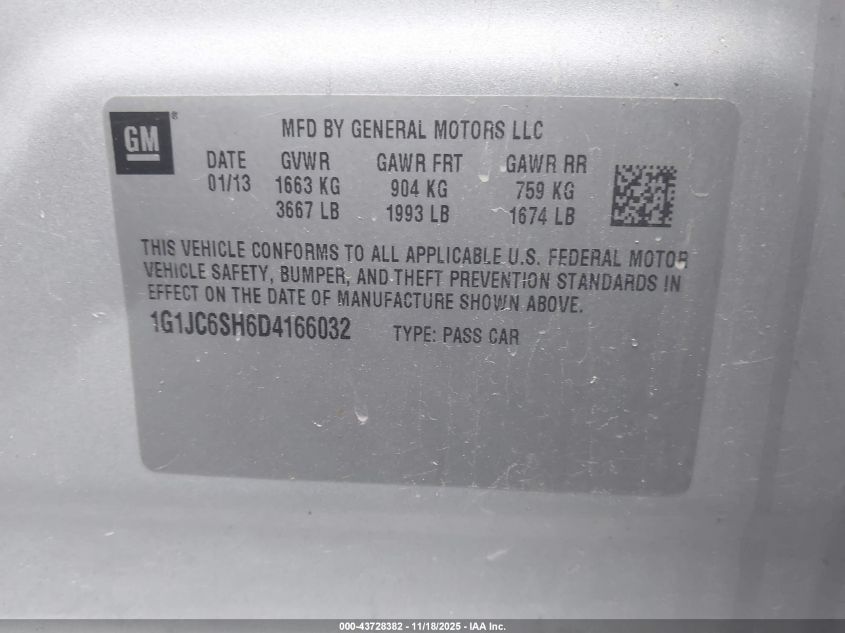 GM ®
MFD BY GENERAL MOTORS LLC
DATE GVWR GAWR FRT GAWR RR
01/13 1663 KG 904 KG 759 KG
3667 LB 1993 LB 1674 LB
THIS VEHICLE CONFORMS TO ALL APPLICABLE U.S. FEDERAL MOTOR
VEHICLE SAFETY, BUMPER, AND THEFT PREVENTION STANDARDS IN
EFFECT ON THE DATE OF MANUFACTURE SHOWN ABOVE.
1G1JC6SH6D4166032 TYPE: PASS CAR
000-43728382 - 11/18/2025 - IAA Inc.